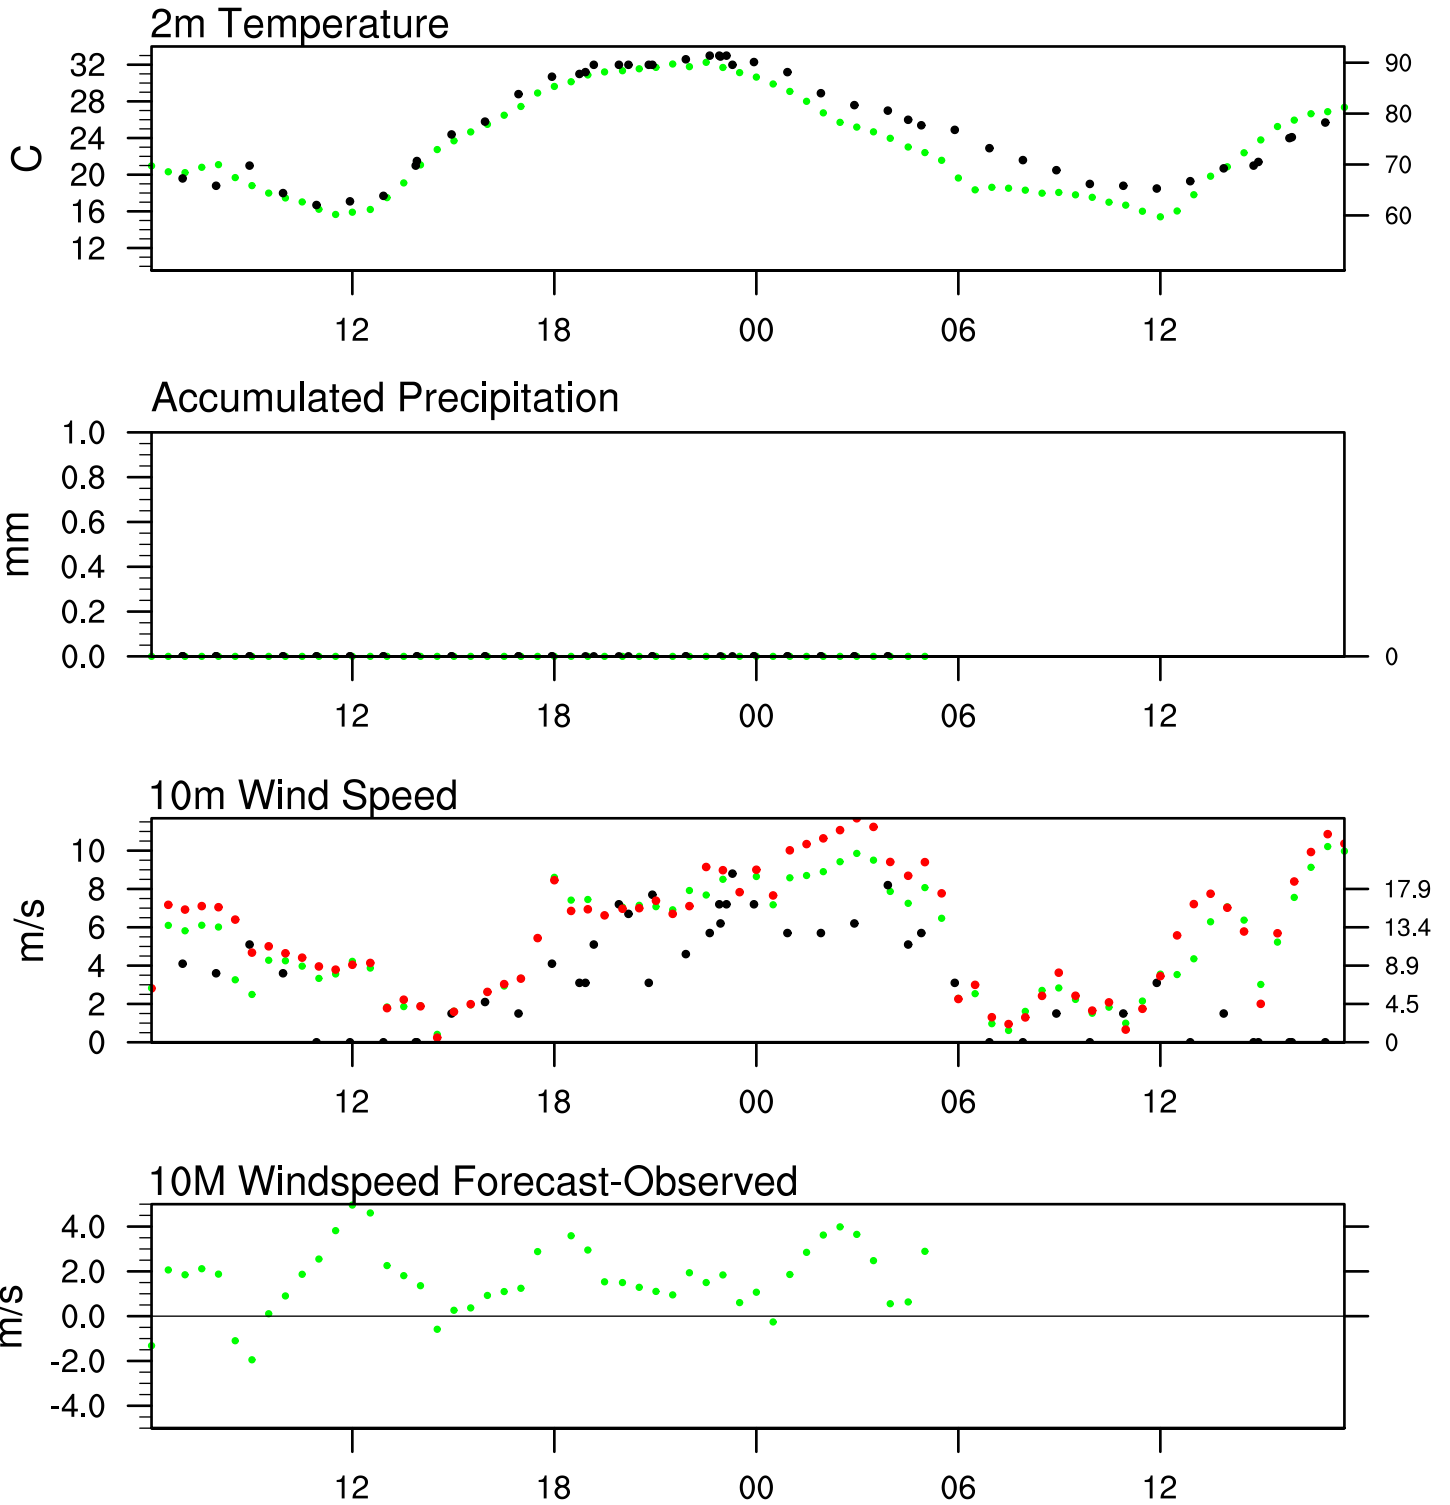 2m Temperature
32
28
24
20
16
12
C
90
80
70
60
12 18 00 06 12
Accumulated Precipitation
1.0
0.8
0.6
0.4
0.2
0.0
mm
0
12 18 00 06 12
10m Wind Speed
10
8
6
4
2
0
m/s
17.9
13.4
8.9
4.5
0
12 18 00 06 12
10M Windspeed Forecast-Observed
4.0
2.0
0.0
-2.0
-4.0
m/s
12 18 00 06 12